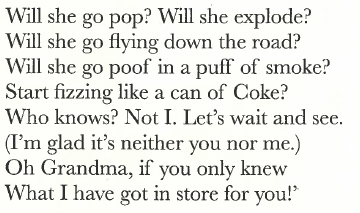 Will she go pop? Will she explode?
Will she go flying down the road?
Will she go poof in a puff of smoke?
Start fizzing like a can of Coke?
Who knows? Not I. Let's wait and see.
(I'm glad it's neither you nor me.)
Oh Grandma, if you only knew
What I have got in store for you!'